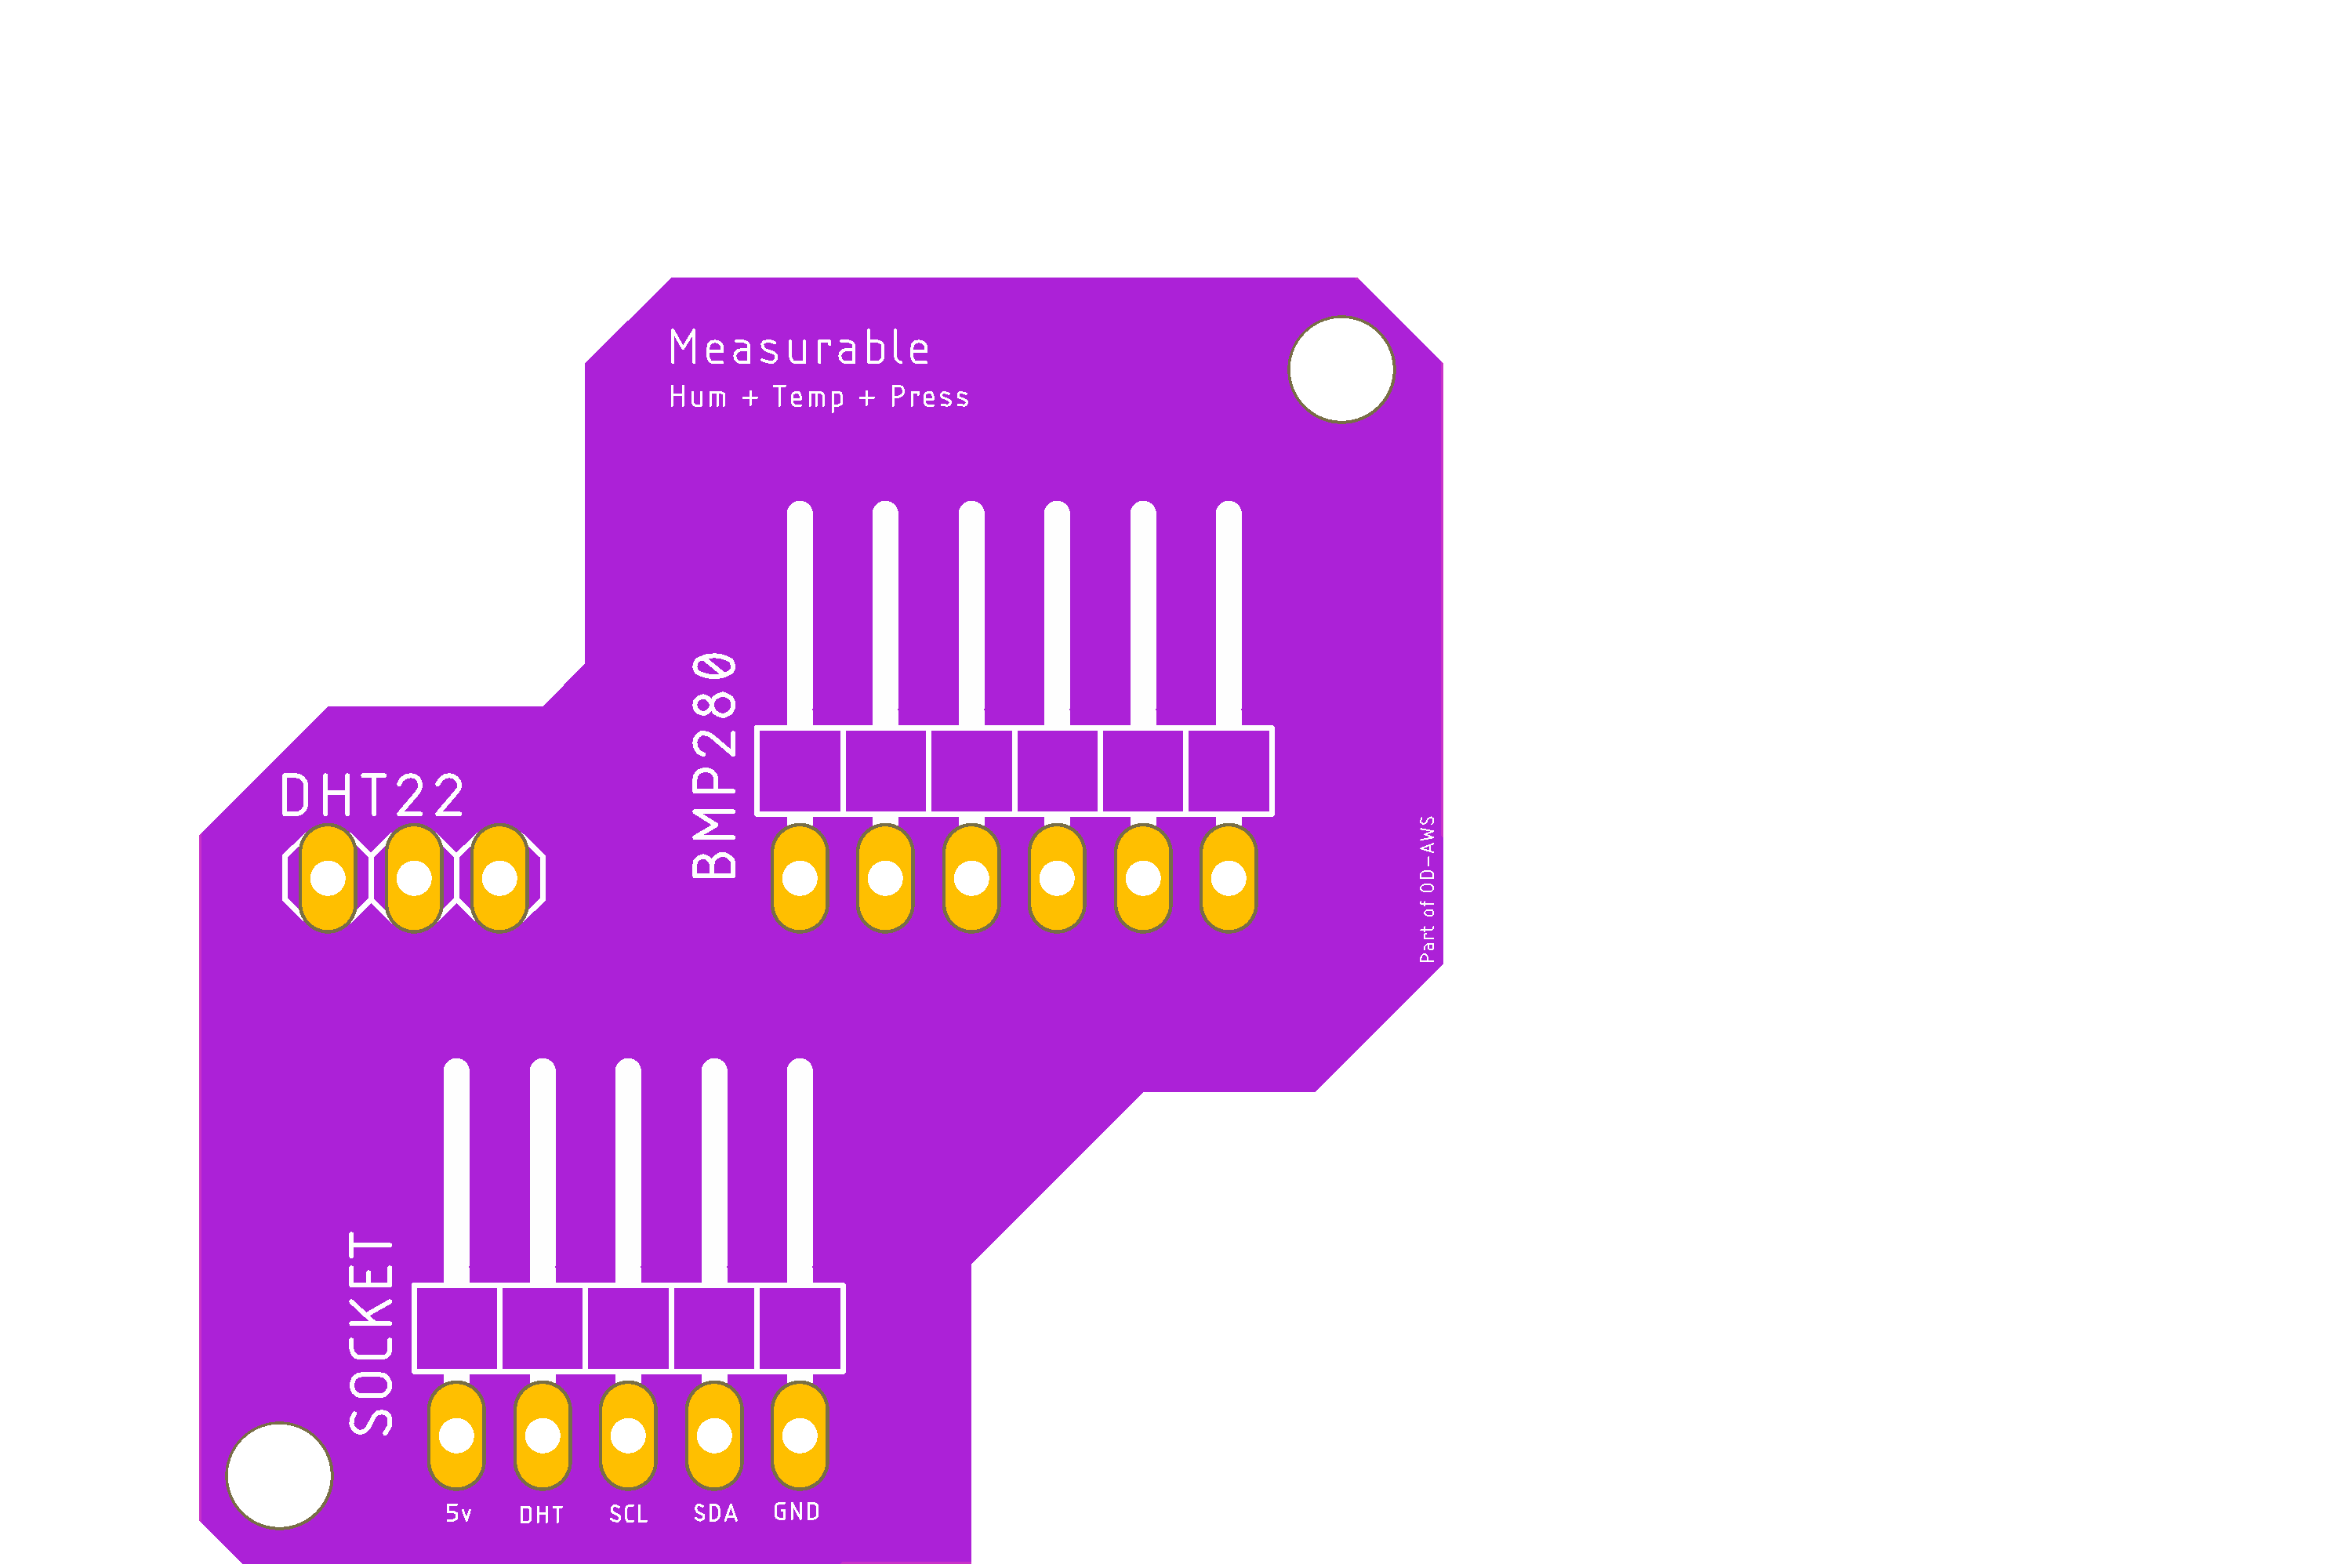 Measurable
Hum + Temp + Press
BMP280
DHT22
Part of OD-AWS
SOCKET
5v DHT SCL SDA GND